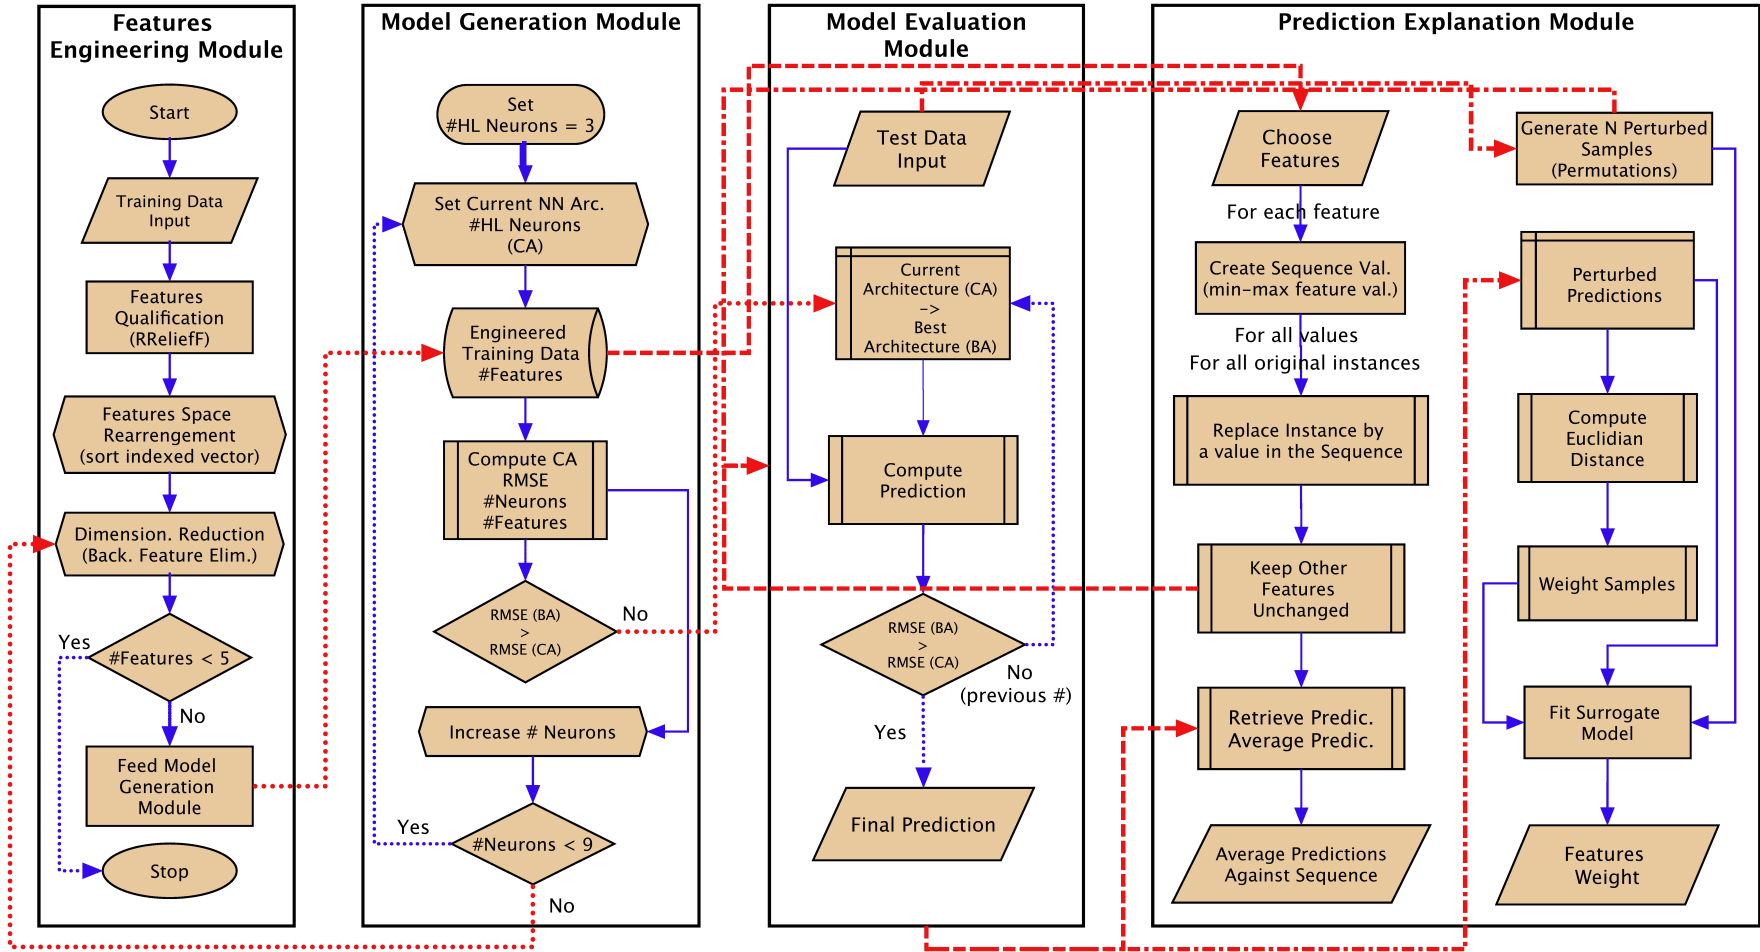 Features
Engineering Module
Start
Training Data
Input
Features
Qualification
(RReliefF)
Features Space
Rearrengement
(sort indexed vector)
Dimension. Reduction
(Back. Feature Elim.)
Yes
#Features < 5
No
Feed Model
Generation
Module
Stop
Model Generation Module
Set
#HL Neurons = 3
Set Current NN Arc.
#HL Neurons
(CA)
Engineered
Training Data
#Features
Compute CA
RMSE
#Neurons
#Features
RMSE (BA)
>
RMSE (CA)
No
Increase # Neurons
Yes
#Neurons < 9
No
Model Evaluation
Module
Test Data
Input
Current
Architecture (CA)
->
Best
Architecture (BA)
Compute
Prediction
RMSE (BA)
>
RMSE (CA)
No
(previous #)
Yes
Final Prediction
Prediction Explanation Module
Choose
Features
For each feature
Create Sequence Val.
(min-max feature val.)
For all values
For all original instances
Replace Instance by
a value in the Sequence
Keep Other
Features
Unchanged
Retrieve Predic.
Average Predic.
Average Predictions
Against Sequence
Generate N Perturbed
Samples
(Permutations)
Perturbed
Predictions
Compute
Euclidian
Distance
Weight Samples
Fit Surrogate
Model
Features
Weight